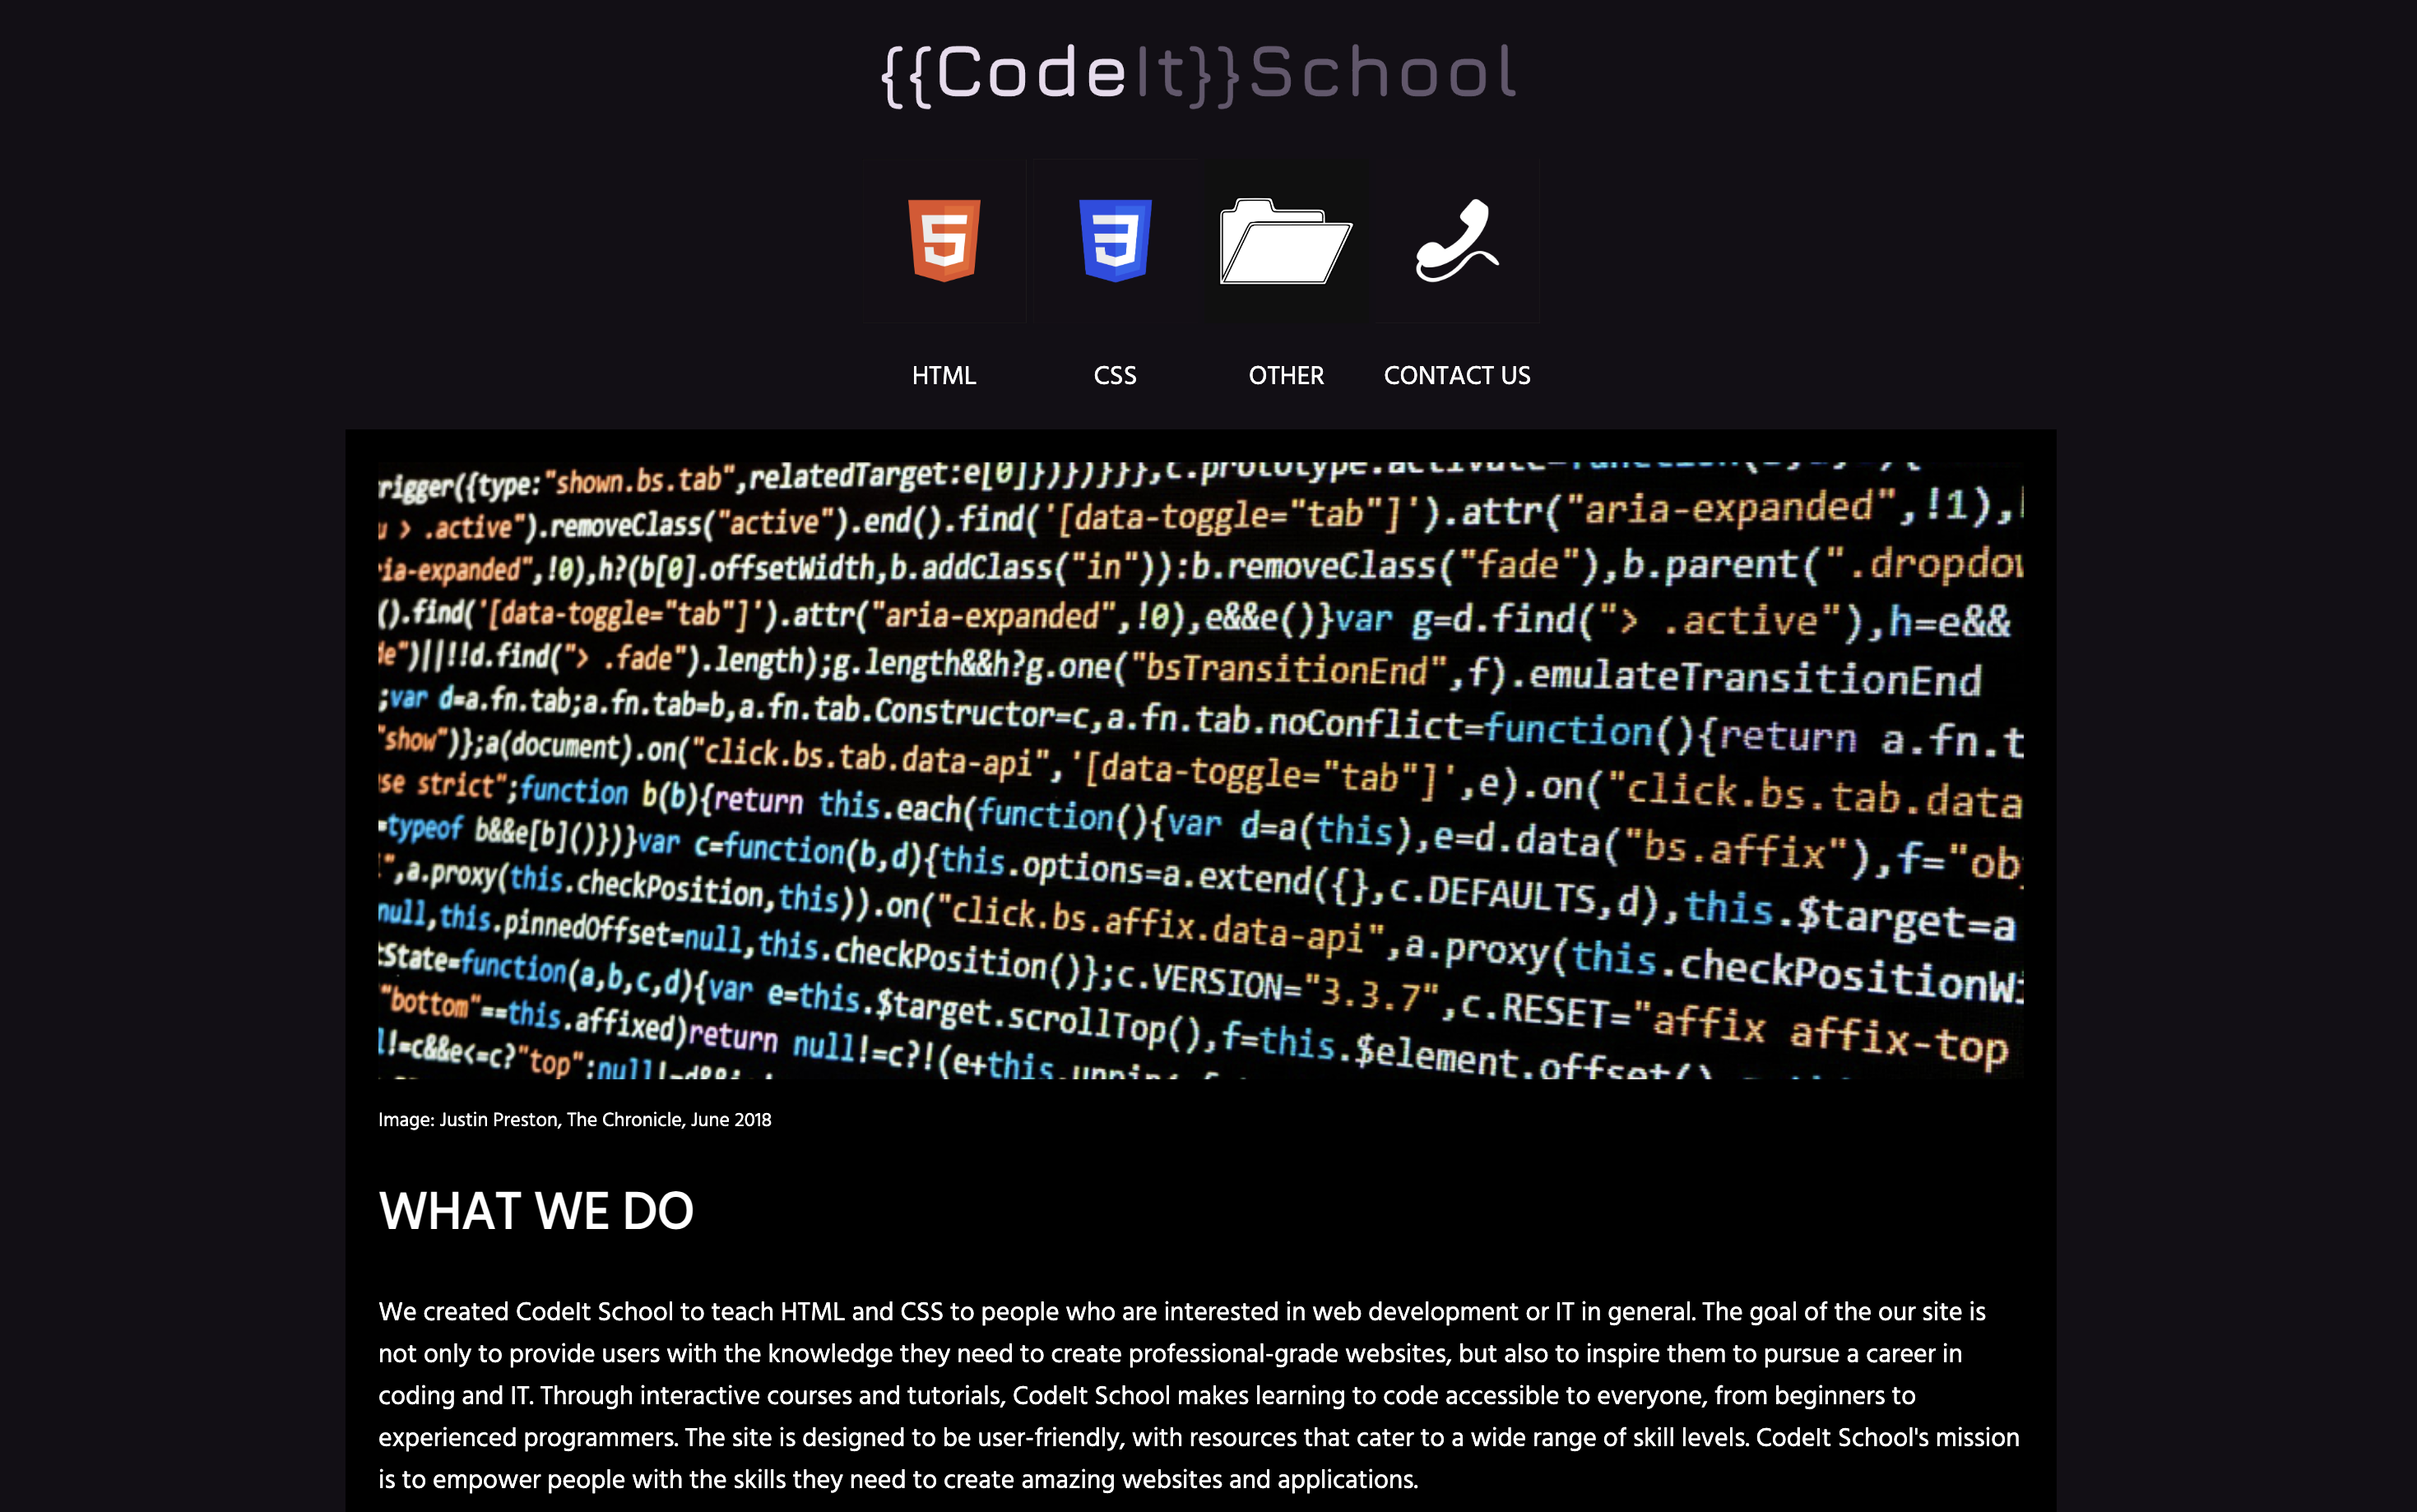 {{CodeIt}}School
HTML CSS OTHER CONTACT US
rigger({type:"shown.bs.tab",relatedTarget:e[0]})})}}},c.prototype.activate=function(
u > .active").removeClass("active").end().find('[data-toggle="tab"]').attr("aria-expanded",!1),
ia-expanded",!0),h?(b[0].offsetWidth,b.addClass("in")):b.removeClass("fade"),b.parent(".dropdow
().find('[data-toggle="tab"]').attr("aria-expanded",!0),e&&e()}var g=d.find("> .active"),h=e&&
de")||!!d.find("> .fade").length);g.length&&h?g.one("bsTransitionEnd",f).emulateTransitionEnd
;var d=a.fn.tab;a.fn.tab=b,a.fn.tab.Constructor=c,a.fn.tab.noConflict=function(){return a.fn.t
"show")};a(document).on("click.bs.tab.data-api",'[data-toggle="tab"]',e).on("click.bs.tab.data
se strict";function b(b){return this.each(function(){var d=a(this),e=d.data("bs.affix"),f="ob
=typeof b&&e[b]()})}var c=function(b,d){this.options=a.extend({},c.DEFAULTS,d),this.$target=a
",a.proxy(this.checkPosition,this)).on("click.bs.affix.data-api",a.proxy(this.checkPositionWi
null,this.pinnedOffset=null,this.checkPosition()};c.VERSION="3.3.7",c.RESET="affix affix-top
tState=function(a,b,c,d){var e=this.$target.scrollTop(),f=this.$element.offset()
"bottom"==this.affixed)return null!=c?!(e+this.unpin
l!=c&&e<=c?"top":null!=d&&
Image: Justin Preston, The Chronicle, June 2018
WHAT WE DO
We created CodeIt School to teach HTML and CSS to people who are interested in web development or IT in general. The goal of the our site is
not only to provide users with the knowledge they need to create professional-grade websites, but also to inspire them to pursue a career in
coding and IT. Through interactive courses and tutorials, CodeIt School makes learning to code accessible to everyone, from beginners to
experienced programmers. The site is designed to be user-friendly, with resources that cater to a wide range of skill levels. CodeIt School's mission
is to empower people with the skills they need to create amazing websites and applications.